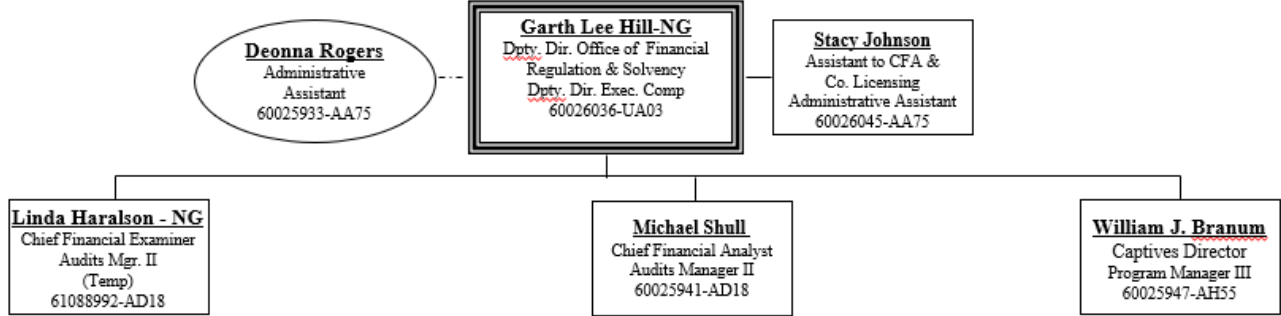 Deonna Rogers
Administrative
Assistant
60025933-AA75
Garth Lee Hill-NG
Dpty. Dir. Office of Financial
Regulation & Solvency
Dpty. Dir. Exec. Comp
60026036-UA03
Stacy Johnson
Assistant to CFA &
Co. Licensing
Administrative Assistant
60026045-AA75
Linda Haralson - NG
Chief Financial Examiner
Audits Mgr. II
(Temp)
61088992-AD18
Michael Shull
Chief Financial Analyst
Audits Manager II
60025941-AD18
William J. Branum
Captives Director
Program Manager III
60025947-AH55